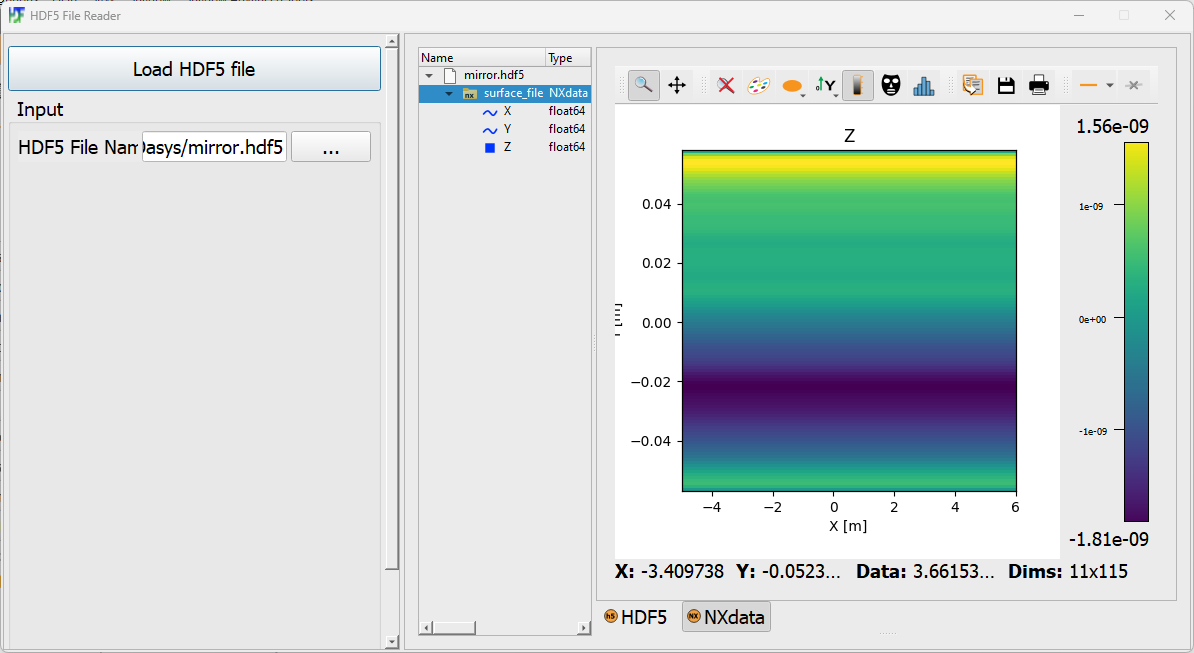 HDF5 File Reader
Load HDF5 file
Input
HDF5 File Nam
asys/mirror.hdf5
...
Name Type
mirror.hdf5
surface_file NXdata
X float64
Y float64
Z float64
Z
0.04
0.02
0.00
−0.02
−0.04
−4 −2 0 2 4 6
X [m]
1.56e-09
1e-09
0e+00
-1e-09
-1.81e-09
X: -3.409738 Y: -0.0523... Data: 3.66153... Dims: 11x115
HDF5 NXdata